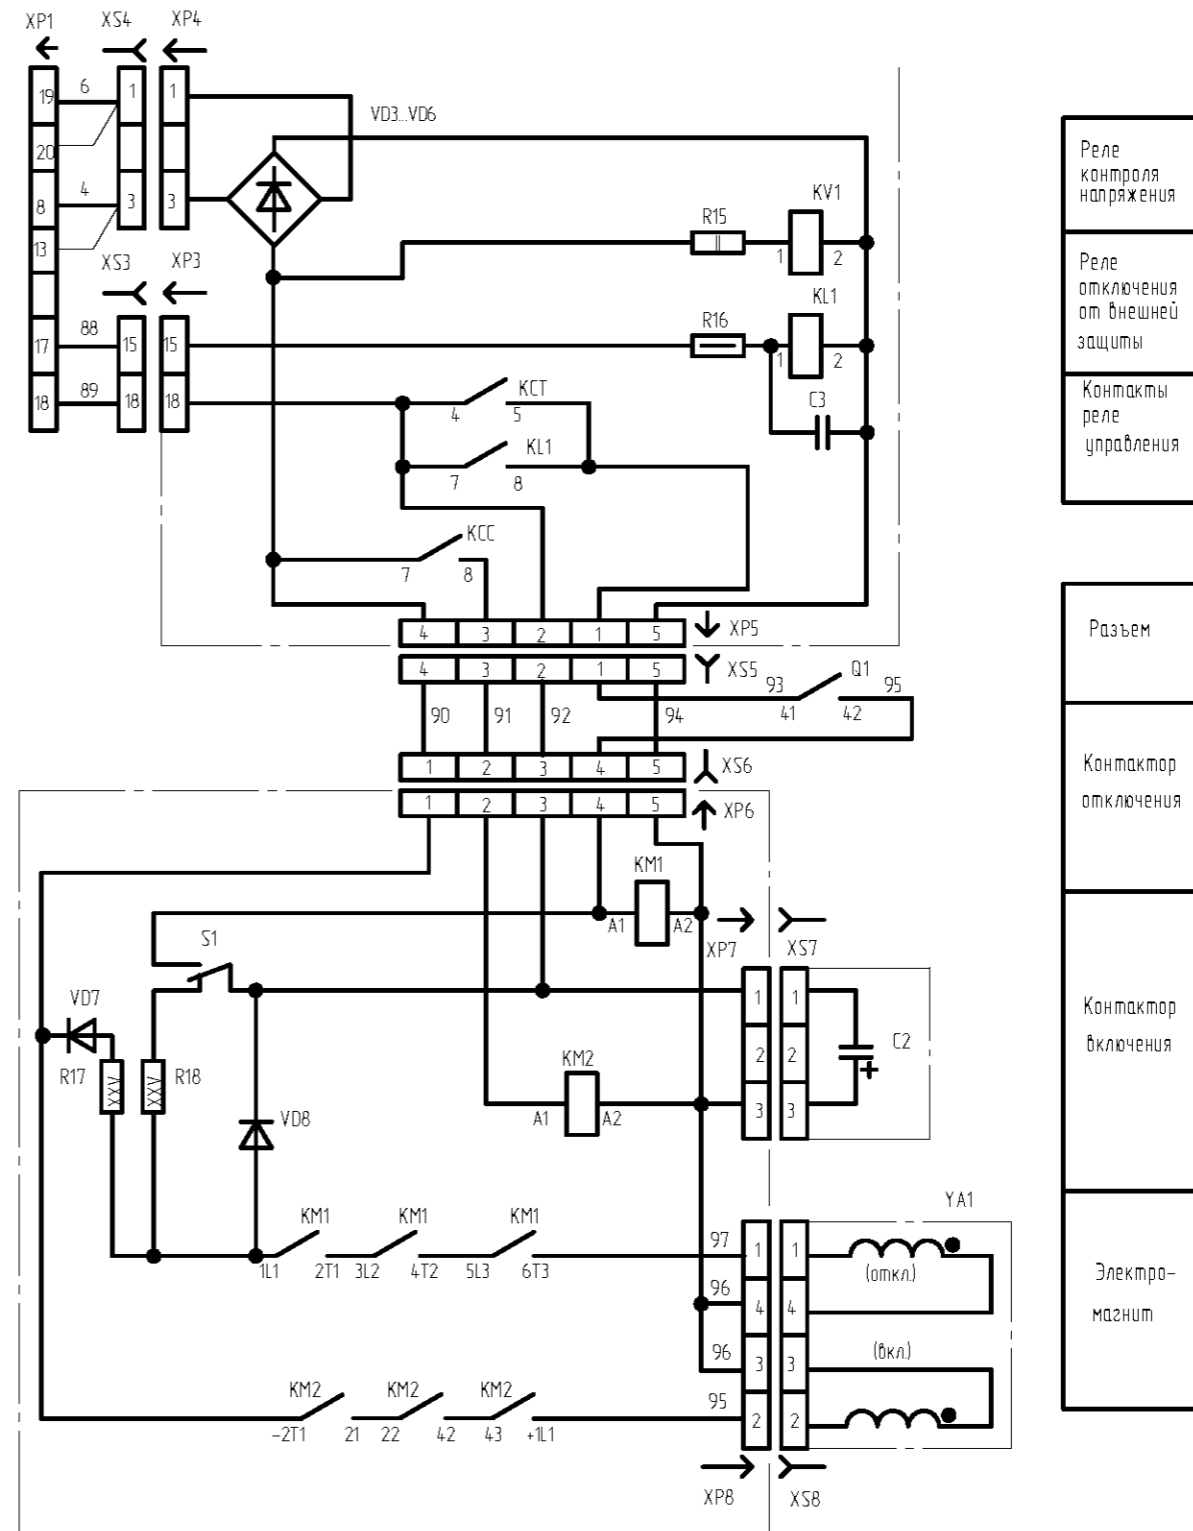 XP1 XS4 XP4
19 6 1 1
VD3...VD6
20
8 4 3 3
13
XS3 XP3
17 88 15 15
18 89 18 18
R15 KV1
1 2
R16 KL1
1 2
C3
KCT
4 5
KL1
7 8
KCC
7 8
4 3 2 1 5 XP5
4 3 2 1 5 XS5
93 Q1 95
41 42
90 91 92 94
1 2 3 4 5 XS6
1 2 3 4 5 XP6
KM1
A1 A2
XP7 XS7
S1
VD7
R17 R18
VD8
KM2
A1 A2
1 1
2 2
3 3
C2
KM1 KM1 KM1
1L1 2T1 3L2 4T2 5L3 6T3
97 1 1
96 4 4
96 3 3
95 2 2
YA1
(откл.)
(вкл.)
KM2 KM2 KM2
-2T1 21 22 42 43 +1L1
XP8 XS8
Реле
контроля
напряжения
Реле
отключения
от внешней
защиты
Контакты
реле
управления
Разъем
Контактор
отключения
Контактор
включения
Электро-
магнит